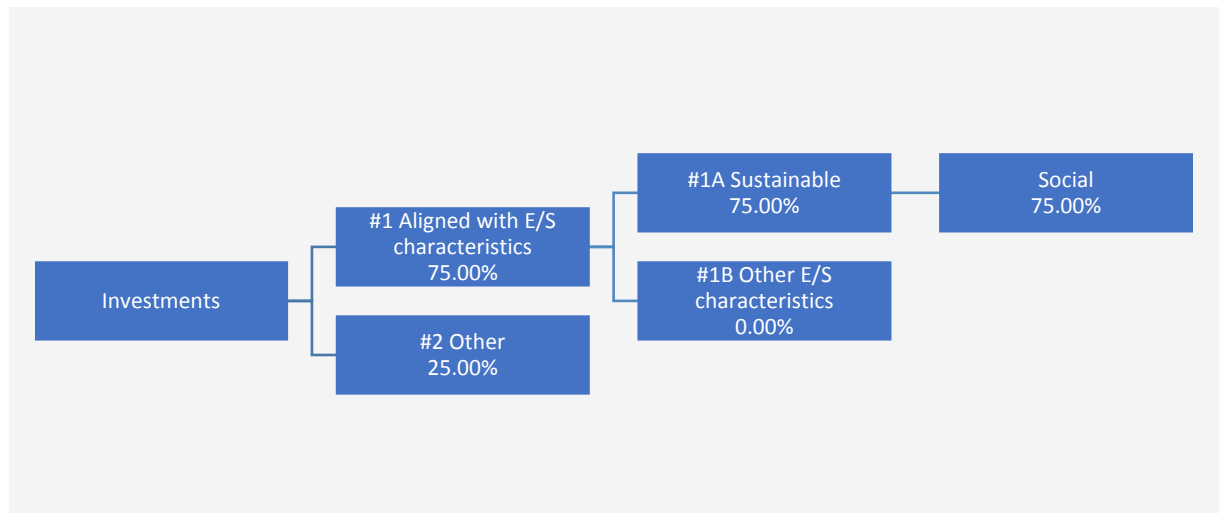 Investments
#1 Aligned with E/S
characteristics
75.00%
#2 Other
25.00%
#1A Sustainable
75.00%
#1B Other E/S
characteristics
0.00%
Social
75.00%